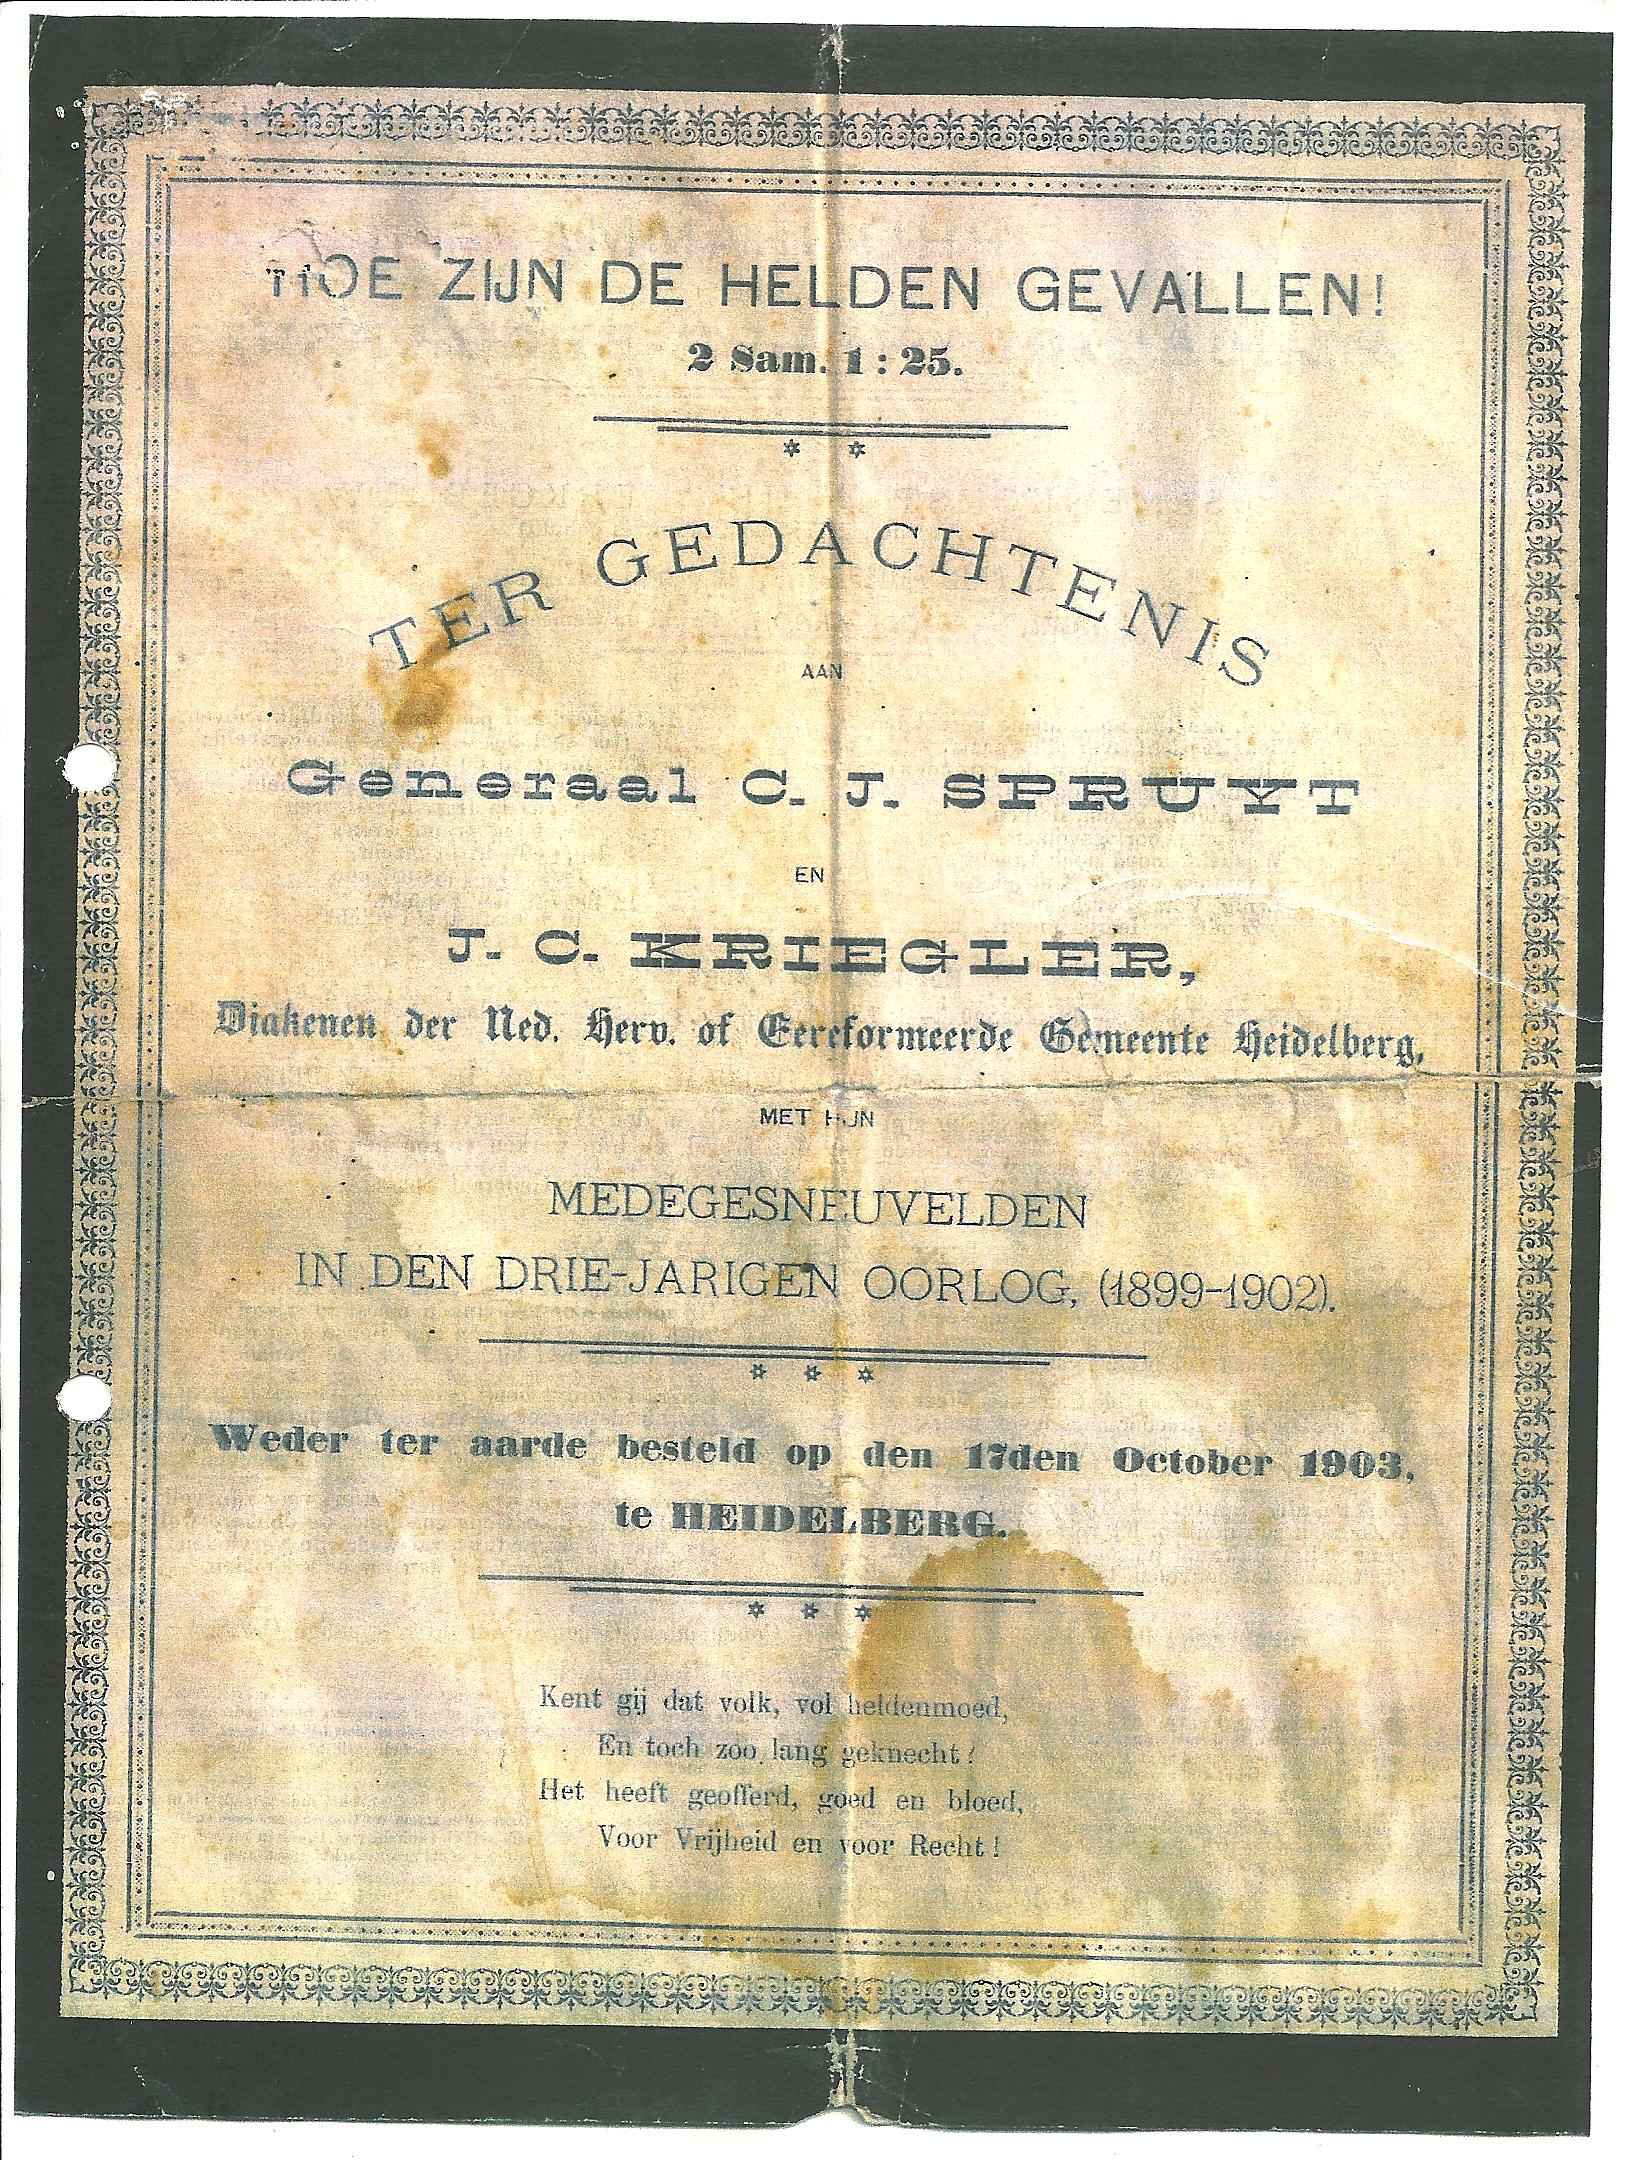 HOE ZIJN DE HELDEN GEVALLEN!
2 Sam. 1 : 25.
TER GEDACHTENIS
AAN
Generaal C. J. SPRUYT
EN
J. C. KRIEGLER,
Diakenen der Ned. Herv. of Gereformeerde Gemeente Heidelberg,
MET HUN
MEDEGESNEUVELDEN
IN DEN DRIE-JARIGEN OORLOG, (1899-1902).
Weder ter aarde besteld op den 17den October 1903,
te HEIDELBERG.
Kent gij dat volk, vol heldenmoed,
En toch zoo lang geknecht?
Het heeft geofferd, goed en bloed,
Voor Vrijheid en voor Recht!